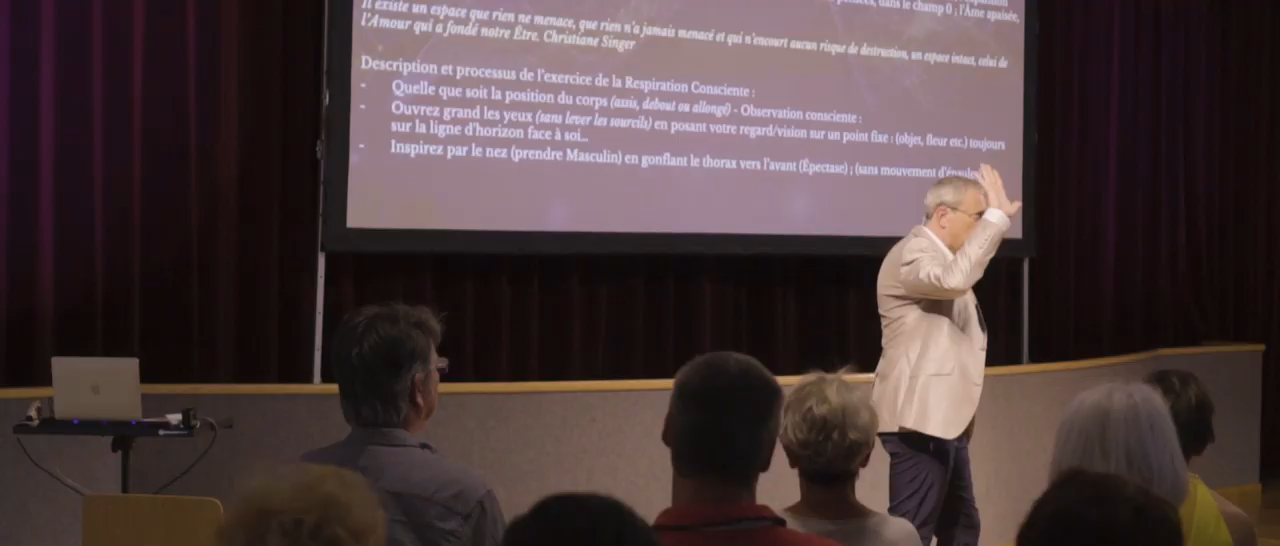 dans le champ 0 ; l'Âme apaisée,
Il existe un espace que rien ne menace, que rien n'a jamais menacé et qui n'encourt aucun risque de destruction, un espace intact, celui de
l'Amour qui a fondé notre Être. Christiane Singer
Description et processus de l'exercice de la Respiration Consciente :
- Quelle que soit la position du corps (assis, debout ou allongé) - Observation consciente :
- Ouvrez grand les yeux (sans lever les sourcils) en posant votre regard/vision sur un point fixe : (objet, fleur etc.) toujours
sur la ligne d'horizon face à soi...
- Inspirez par le nez (prendre Masculin) en gonflant le thorax vers l'avant (Épectase) ; (sans mouvement